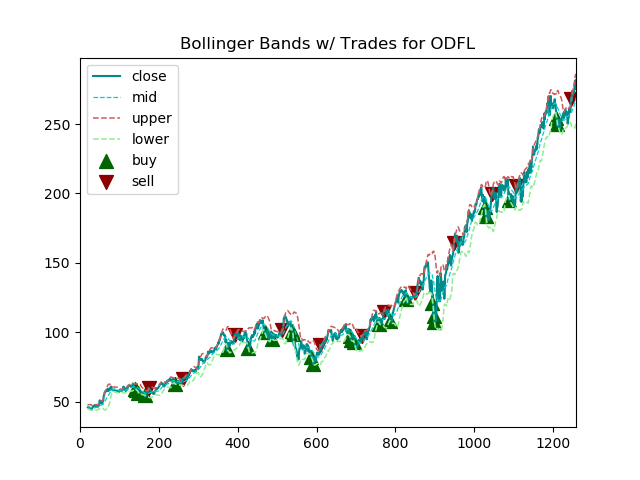 Bollinger Bands w/ Trades for ODFL
close
mid
upper
lower
buy
sell
250
200
150
100
50
0 200 400 600 800 1000 1200